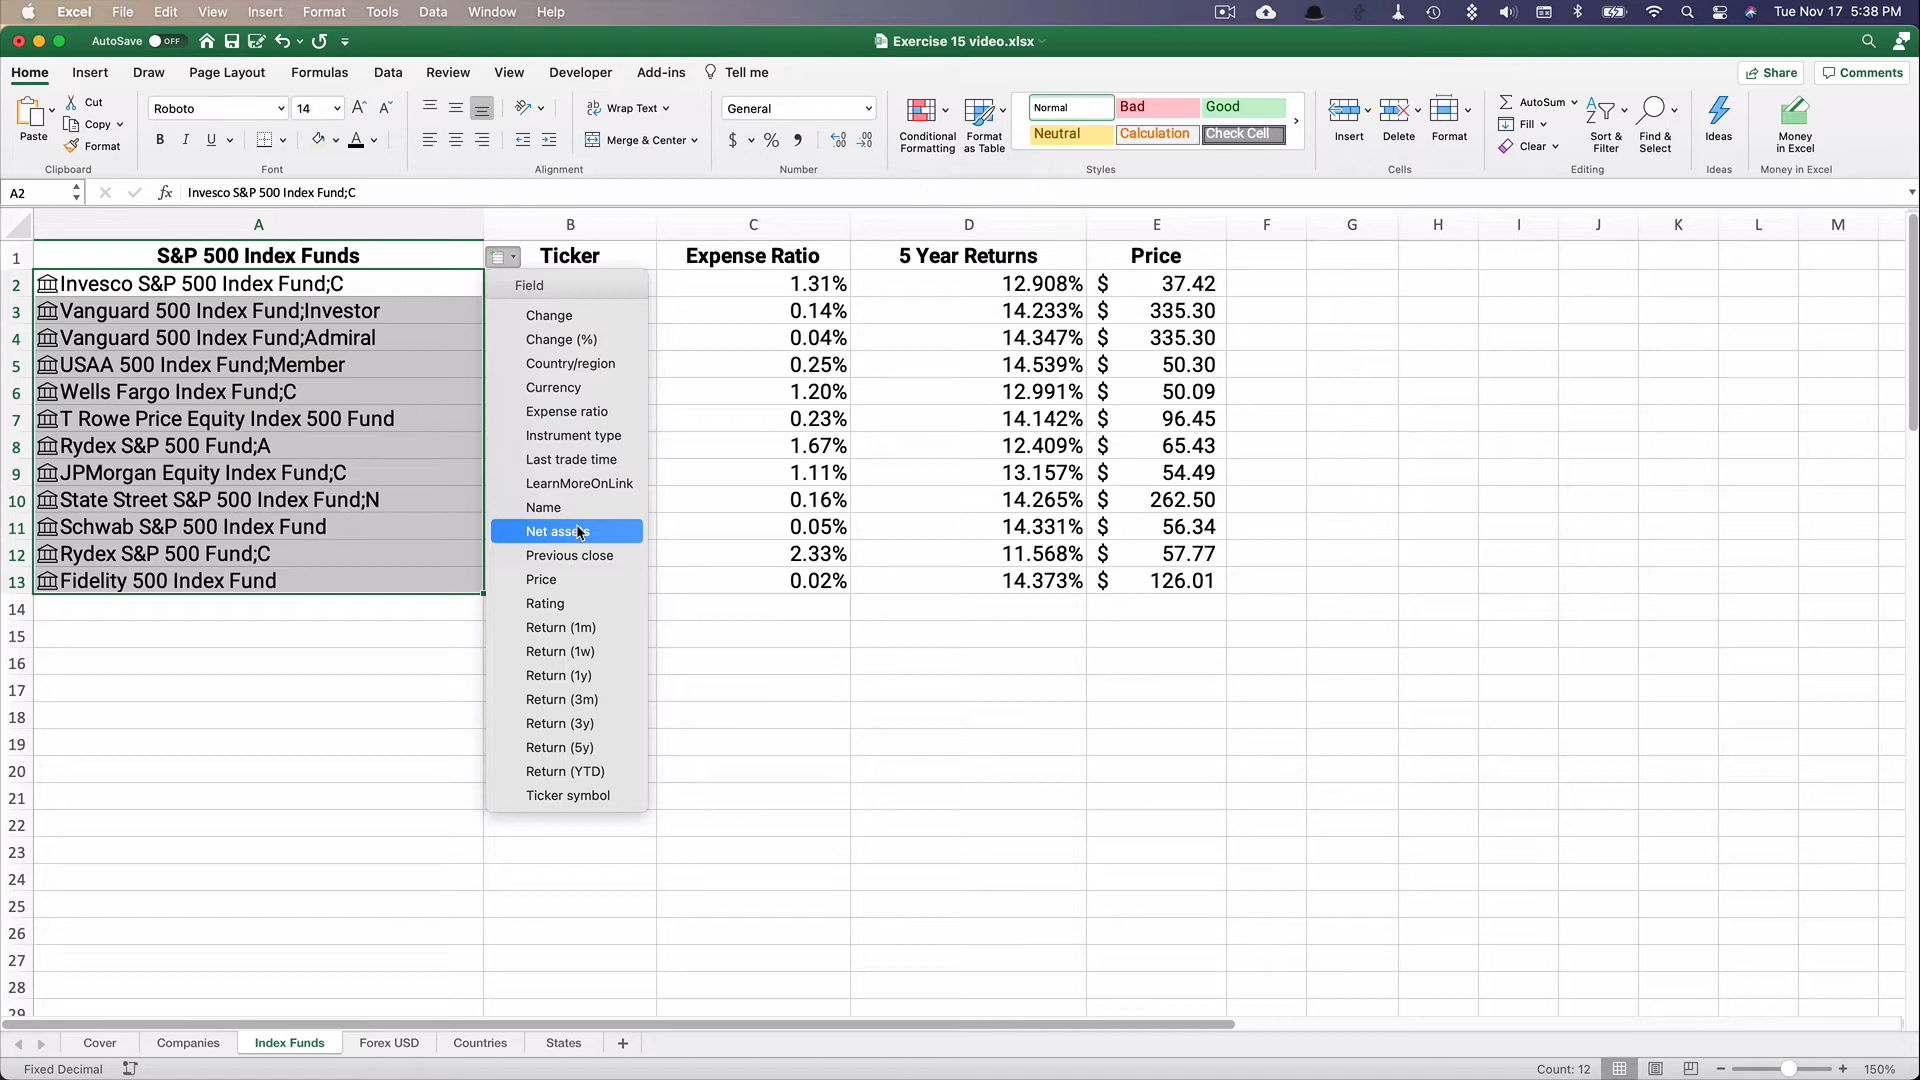 Excel File Edit View Insert Format Tools Data Window Help Tue Nov 17 5:38 PM
AutoSave OFF Exercise 15 video.xlsx
Home Insert Draw Page Layout Formulas Data Review View Developer Add-ins Tell me Share Comments
Paste Cut Copy Format Clipboard
Roboto 14 A A B I U A Font
Wrap Text Merge & Center Alignment
General $ % Number
Conditional Formatting Format as Table Normal Bad Good Neutral Calculation Check Cell Styles
Insert Delete Format Cells
AutoSum Fill Clear Sort & Filter Find & Select Editing
Ideas Ideas
Money in Excel Money in Excel
A2 fx Invesco S&P 500 Index Fund;C
A B C D E F G H I J K L M
1 S&P 500 Index Funds Ticker Expense Ratio 5 Year Returns Price
2 Invesco S&P 500 Index Fund;C 1.31% 12.908% $ 37.42
3 Vanguard 500 Index Fund;Investor 0.14% 14.233% $ 335.30
4 Vanguard 500 Index Fund;Admiral 0.04% 14.347% $ 335.30
5 USAA 500 Index Fund;Member 0.25% 14.539% $ 50.30
6 Wells Fargo Index Fund;C 1.20% 12.991% $ 50.09
7 T Rowe Price Equity Index 500 Fund 0.23% 14.142% $ 96.45
8 Rydex S&P 500 Fund;A 1.67% 12.409% $ 65.43
9 JPMorgan Equity Index Fund;C 1.11% 13.157% $ 54.49
10 State Street S&P 500 Index Fund;N 0.16% 14.265% $ 262.50
11 Schwab S&P 500 Index Fund 0.05% 14.331% $ 56.34
12 Rydex S&P 500 Fund;C 2.33% 11.568% $ 57.77
13 Fidelity 500 Index Fund 0.02% 14.373% $ 126.01
14
15
16
17
18
19
20
21
22
23
24
25
26
27
28
29
Field
Change
Change (%)
Country/region
Currency
Expense ratio
Instrument type
Last trade time
LearnMoreOnLink
Name
Net assets
Previous close
Price
Rating
Return (1m)
Return (1w)
Return (1y)
Return (3m)
Return (3y)
Return (5y)
Return (YTD)
Ticker symbol
Cover Companies Index Funds Forex USD Countries States
Fixed Decimal Count: 12 150%